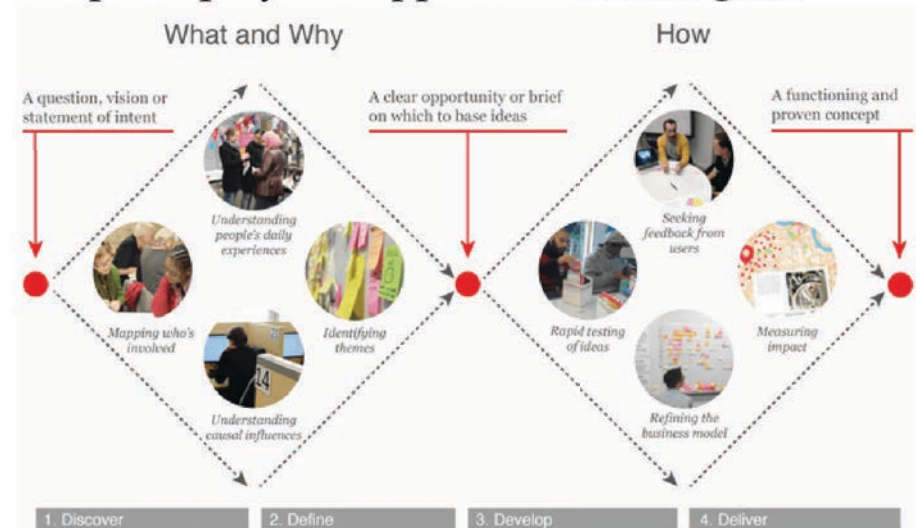 What and Why
How
A question, vision or
statement of intent
A clear opportunity or brief
on which to base ideas
A functioning and
proven concept
Understanding
people's daily
experiences
Mapping who's
involved
Identifying
themes
Understanding
causal influences
14
Seeking
feedback from
users
Rapid testing
of ideas
Measuring
impact
Refining the
business model
1. Discover
2. Define
3. Develop
4. Deliver